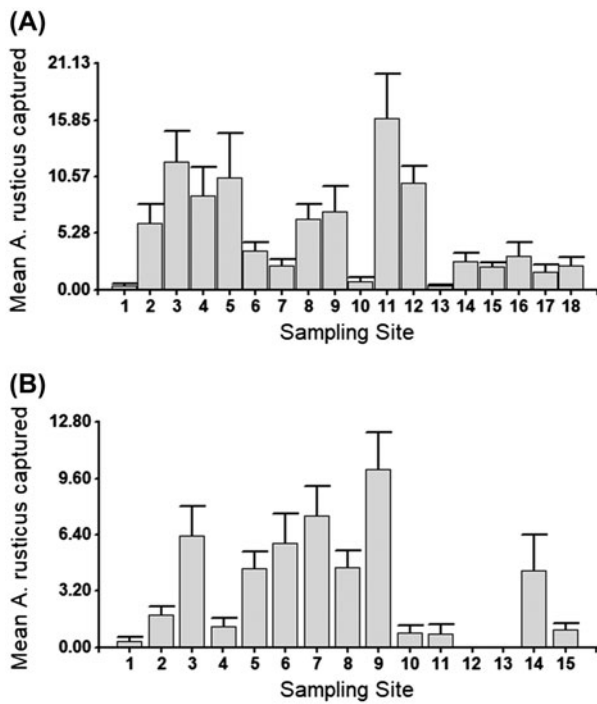 (A)
Mean A. rusticus captured
21.13
15.85
10.57
5.28
0.00
1 2 3 4 5 6 7 8 9 10 11 12 13 14 15 16 17 18
Sampling Site
(B)
Mean A. rusticus captured
12.80
9.60
6.40
3.20
0.00
1 2 3 4 5 6 7 8 9 10 11 12 13 14 15
Sampling Site